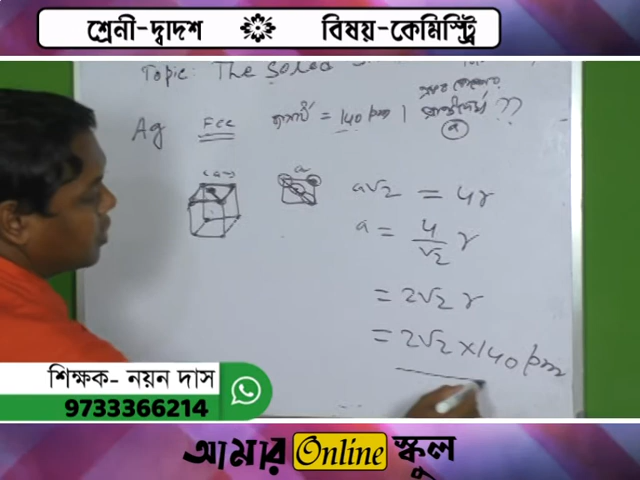 শ্রেনী-দ্বাদশ বিষয়-কেমিস্ট্রি
Topic: The Solid
Ag FCC = 140 pm | ??
a
a
a√2 = 4r
a = 4/√2 r
= 2√2 r
= 2√2 × 140 pm
শিক্ষক- নয়ন দাস
9733366214
আমার Online স্কুল